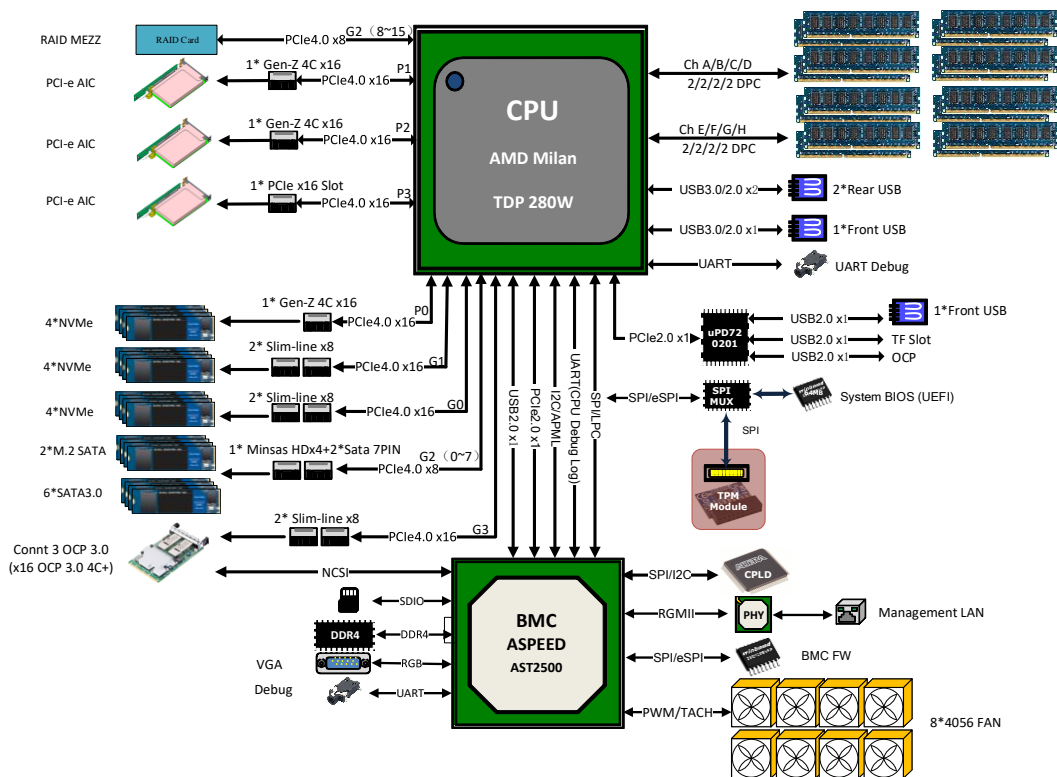 RAID MEZZ
RAID Card
PCIe4.0 x8
G2（8~15）
PCI-e AIC
1* Gen-Z 4C x16
PCIe4.0 x16
P1
PCI-e AIC
1* Gen-Z 4C x16
PCIe4.0 x16
P2
PCI-e AIC
1* PCIe x16 Slot
PCIe4.0 x16
P3
CPU
AMD Milan
TDP 280W
Ch A/B/C/D
2/2/2/2 DPC
Ch E/F/G/H
2/2/2/2 DPC
USB3.0/2.0 x2
2*Rear USB
USB3.0/2.0 x1
1*Front USB
UART
UART Debug
4*NVMe
1* Gen-Z 4C x16
PCIe4.0 x16
P0
4*NVMe
2* Slim-line x8
PCIe4.0 x16
G1
4*NVMe
2* Slim-line x8
PCIe4.0 x16
G0
2*M.2 SATA
6*SATA3.0
1* Minsas HDx4+2*Sata 7PIN
PCIe4.0 x8
G2（0~7）
Connt 3 OCP 3.0
(x16 OCP 3.0 4C+)
2* Slim-line x8
PCIe4.0 x16
G3
NCSI
USB2.0 x1
PCIE2.0 x1
I2C/APML
UART(CPU Debug Log)
SPI/LPC
PCIe2.0 x1
uPD72
0201
USB2.0 x1
1*Front USB
USB2.0 x1
TF Slot
USB2.0 x1
OCP
SPI/eSPI
SPI
MUX
winbond
64MB
System BIOS (UEFI)
SPI
TPM
Module
BMC
ASPEED
AST2500
SDIO
DDR4
DDR4
VGA
RGB
Debug
UART
SPI/I2C
ALTERA
CPLD
RGMII
PHY
Management LAN
SPI/eSPI
winbond
BMC FW
PWM/TACH
8*4056 FAN